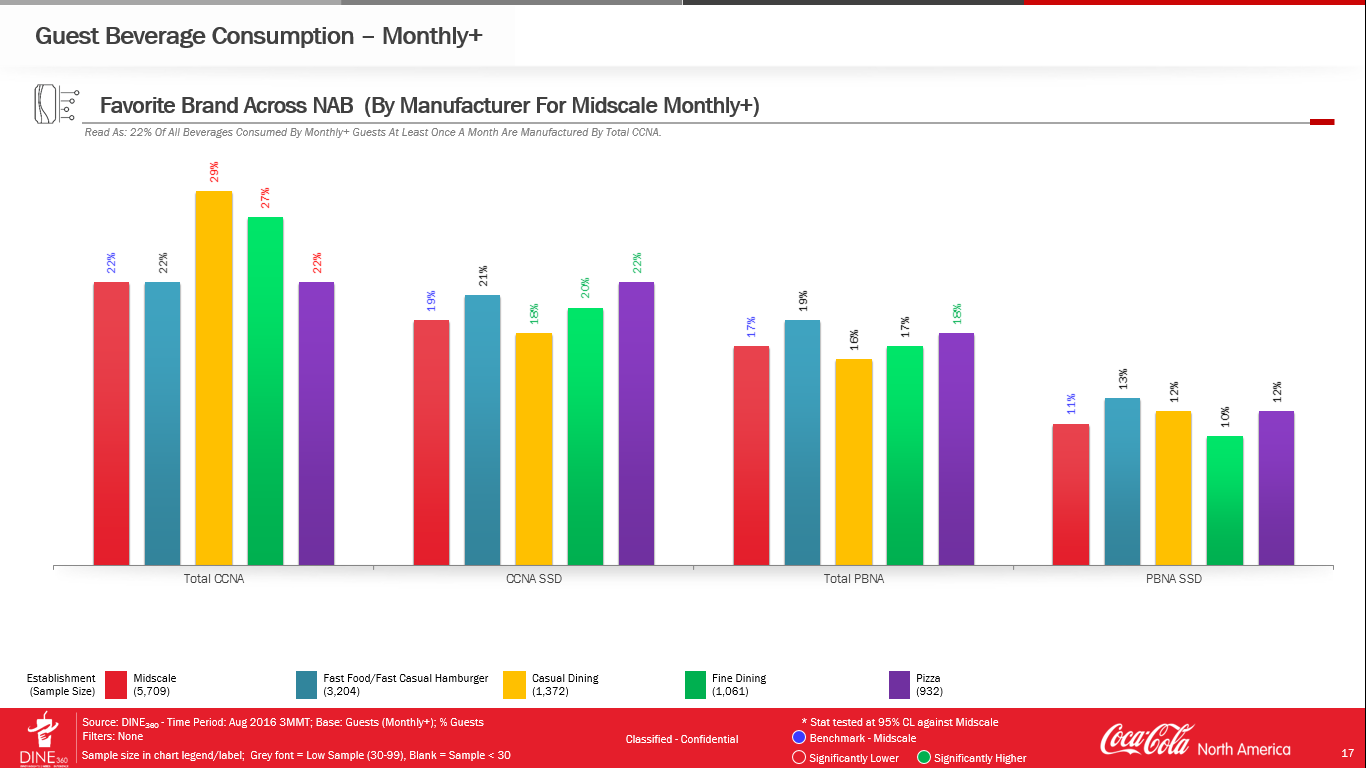 Guest Beverage Consumption – Monthly+
Favorite Brand Across NAB (By Manufacturer For Midscale Monthly+)
Read As: 22% Of All Beverages Consumed By Monthly+ Guests At Least Once A Month Are Manufactured By Total CCNA.
22% 22% 29% 27% 22%
19% 21% 18% 20% 22%
17% 19% 16% 17% 18%
11% 13% 12% 10% 12%
Total CCNA CCNA SSD Total PBNA PBNA SSD
Establishment
(Sample Size)
Midscale
(5,709)
Fast Food/Fast Casual Hamburger
(3,204)
Casual Dining
(1,372)
Fine Dining
(1,061)
Pizza
(932)
DINE360
Source: DINE360 - Time Period: Aug 2016 3MMT; Base: Guests (Monthly+); % Guests
Filters: None
Sample size in chart legend/label; Grey font = Low Sample (30-99), Blank = Sample < 30
Classified - Confidential
* Stat tested at 95% CL against Midscale
Benchmark - Midscale
Significantly Lower Significantly Higher
Coca-Cola North America
17